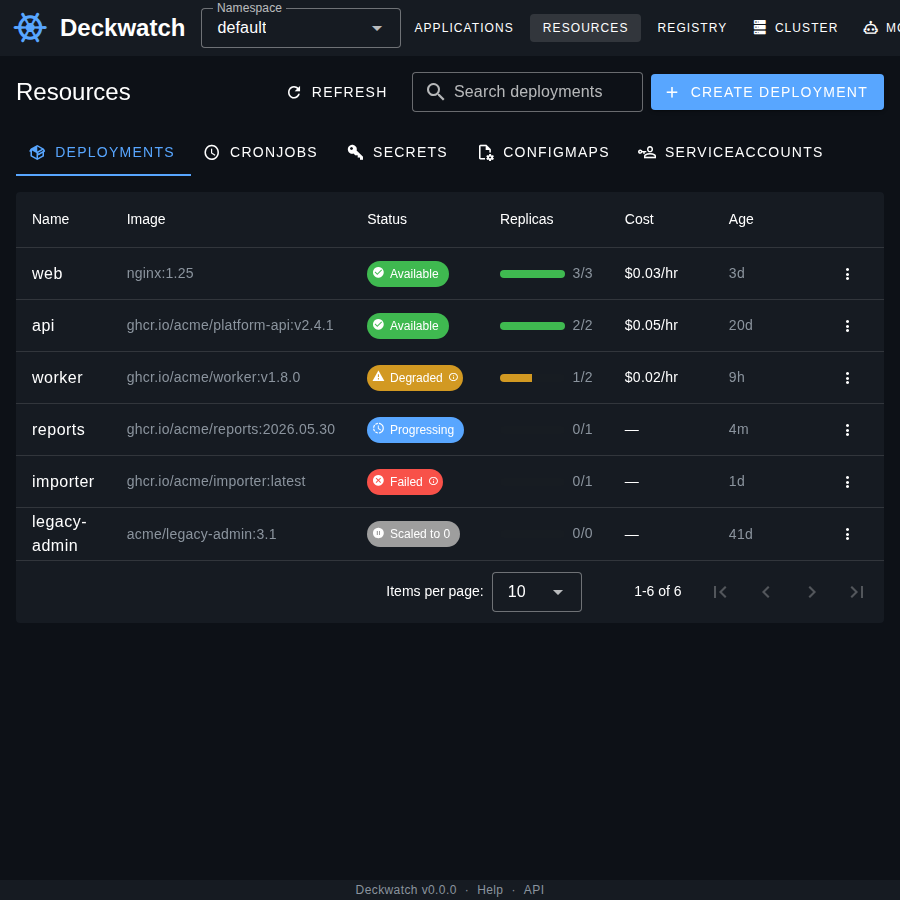 Deckwatch
Namespace
default
APPLICATIONS
RESOURCES
REGISTRY
CLUSTER
Resources
REFRESH
Search deployments
CREATE DEPLOYMENT
DEPLOYMENTS
CRONJOBS
SECRETS
CONFIGMAPS
SERVICEACCOUNTS
Name Image Status Replicas Cost Age
web nginx:1.25 Available 3/3 $0.03/hr 3d
api ghcr.io/acme/platform-api:v2.4.1 Available 2/2 $0.05/hr 20d
worker ghcr.io/acme/worker:v1.8.0 Degraded 1/2 $0.02/hr 9h
reports ghcr.io/acme/reports:2026.05.30 Progressing 0/1 — 4m
importer ghcr.io/acme/importer:latest Failed 0/1 — 1d
legacy-
admin acme/legacy-admin:3.1 Scaled to 0 0/0 — 41d
Items per page: 10 1-6 of 6
Deckwatch v0.0.0 · Help · API